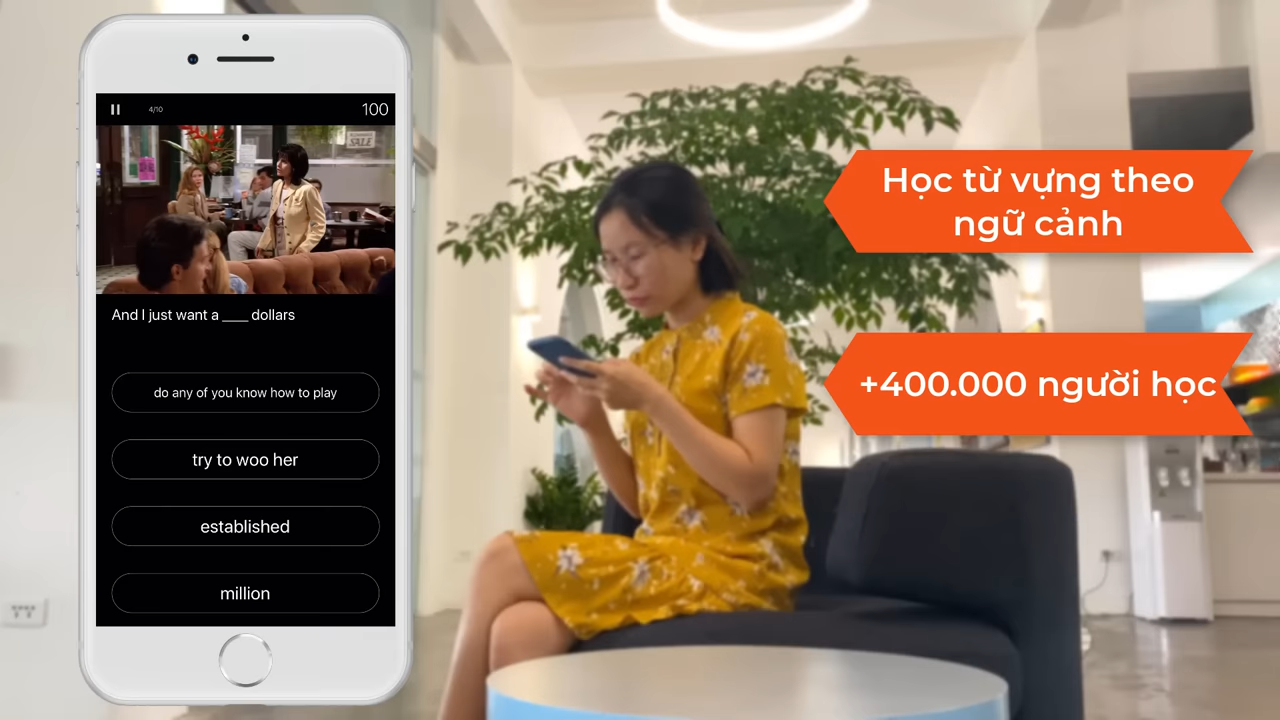 4/10
100
SALE
And I just want a ____ dollars
do any of you know how to play
try to woo her
established
million
Học từ vựng theo
ngữ cảnh
+400.000 người học